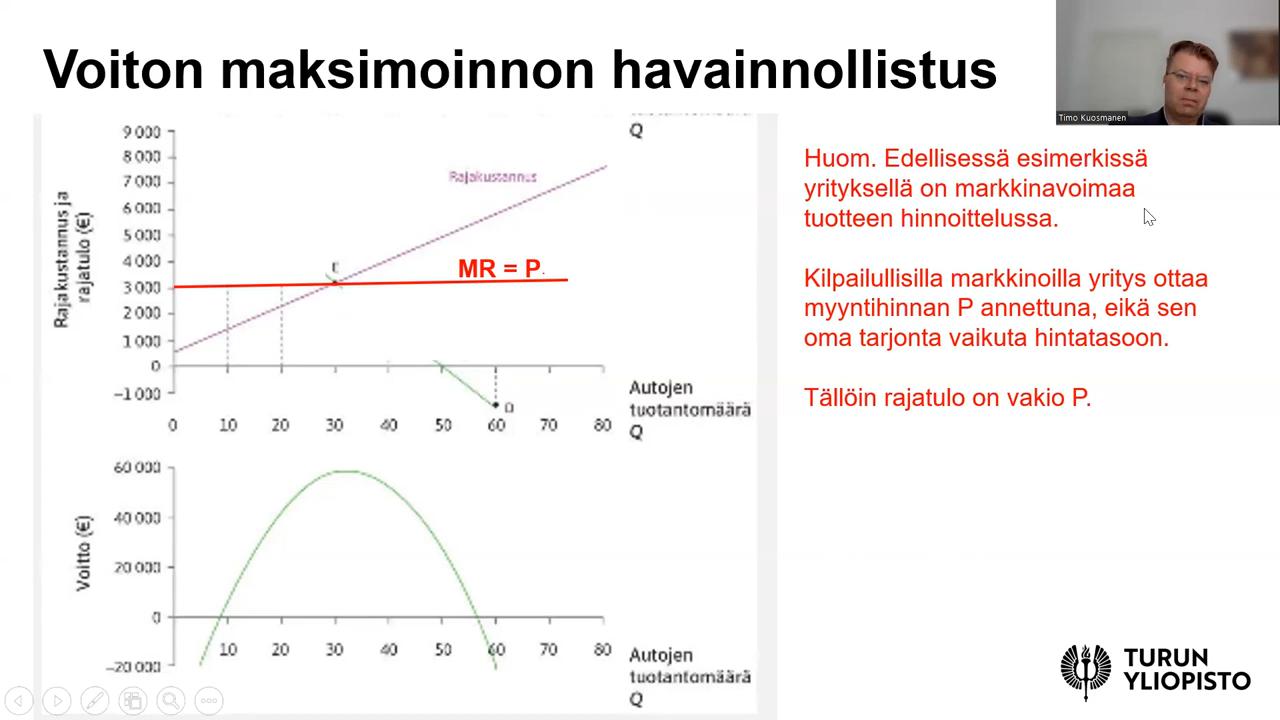 Voiton maksimoinnon havainnollistus
Timo Kuosmanen
Q
Rajakustannus ja
rajatulo (€)
9 000
8 000
7 000
6 000
5 000
4 000
3 000
2 000
1 000
0
−1 000
Rajakustannus
E
MR = P
D
0 10 20 30 40 50 60 70 80
Autojen
tuotantomäärä
Q
Voitto (€)
60 000
40 000
20 000
0
−20 000
10 20 30 40 50 60 70 80
Autojen
tuotantomäärä
Q
Huom. Edellisessä esimerkissä
yrityksellä on markkinavoimaa
tuotteen hinnoittelussa.
Kilpailullisilla markkinoilla yritys ottaa
myyntihinnan P annettuna, eikä sen
oma tarjonta vaikuta hintatasoon.
Tällöin rajatulo on vakio P.
TURUN
YLIOPISTO